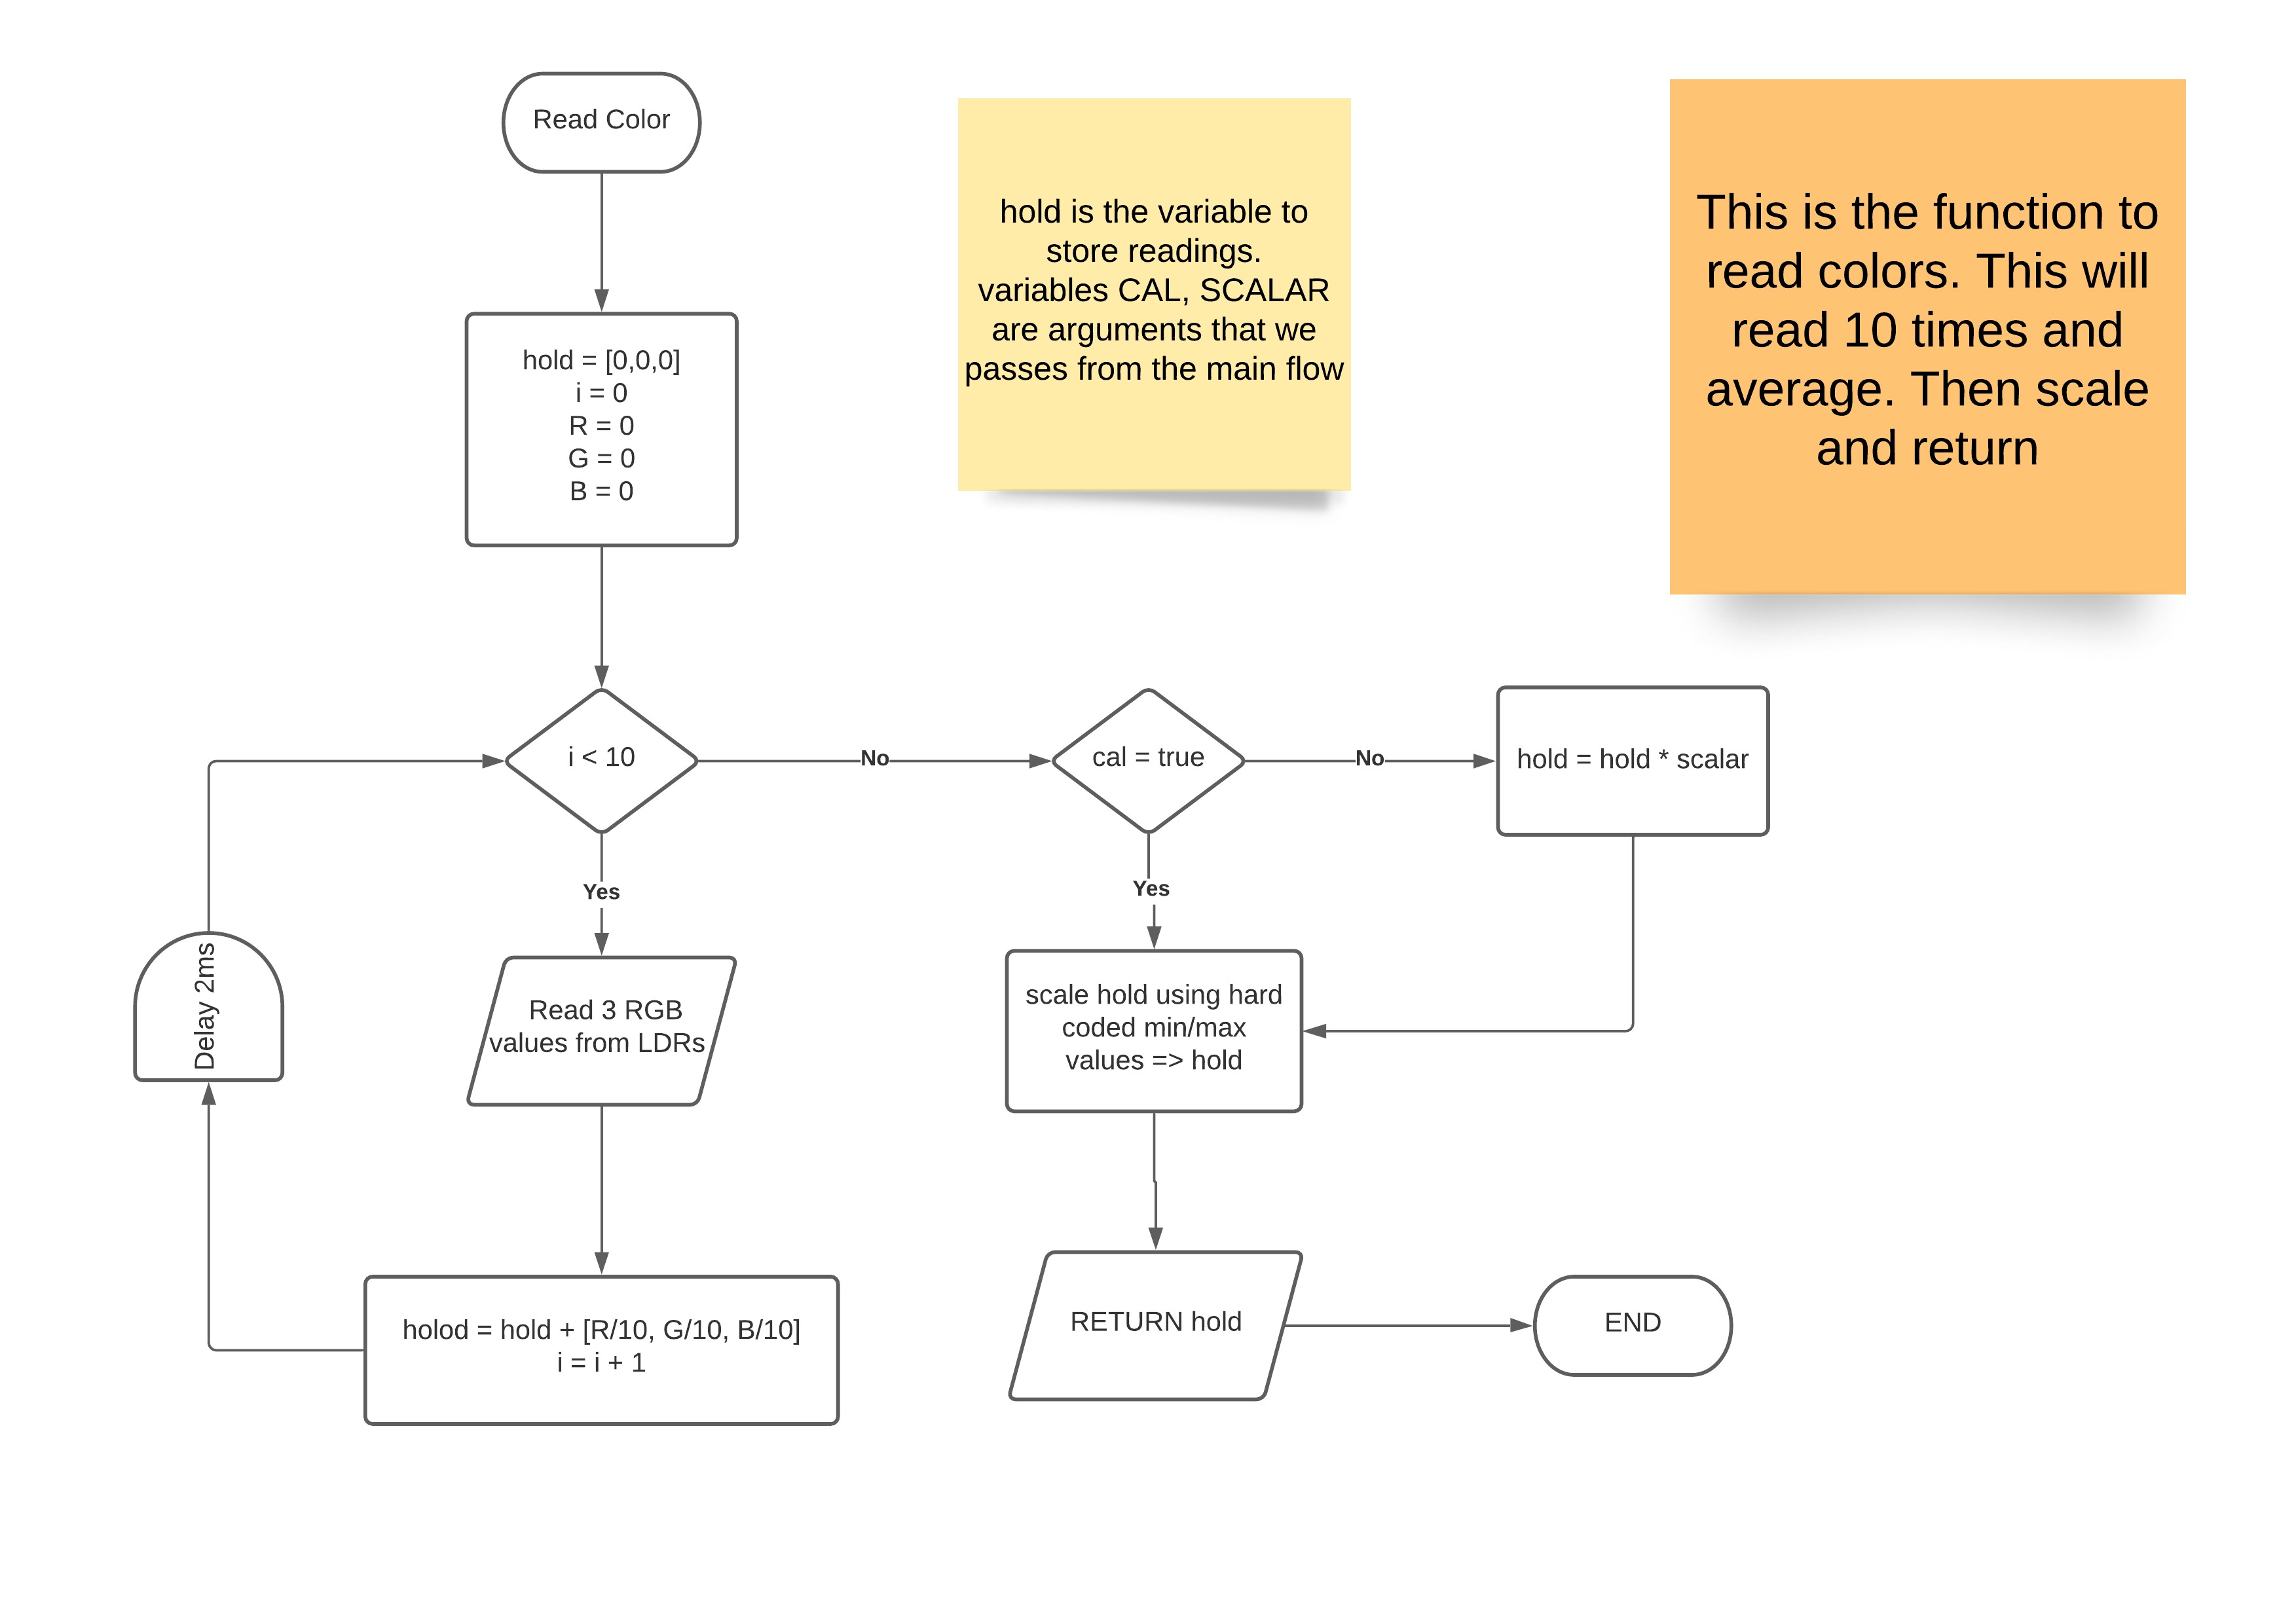 Read Color
hold = [0,0,0]
i = 0
R = 0
G = 0
B = 0
hold is the variable to
store readings.
variables CAL, SCALAR
are arguments that we
passes from the main flow
This is the function to
read colors. This will
read 10 times and
average. Then scale
and return
i < 10
No
cal = true
No
hold = hold * scalar
Yes
Yes
Delay 2ms
Read 3 RGB
values from LDRs
scale hold using hard
coded min/max
values => hold
holod = hold + [R/10, G/10, B/10]
i = i + 1
RETURN hold
END